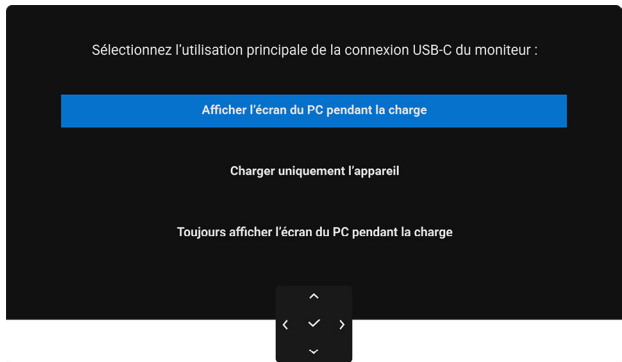 Sélectionnez l’utilisation principale de la connexion USB-C du moniteur :
Afficher l’écran du PC pendant la charge
Charger uniquement l’appareil
Toujours afficher l’écran du PC pendant la charge